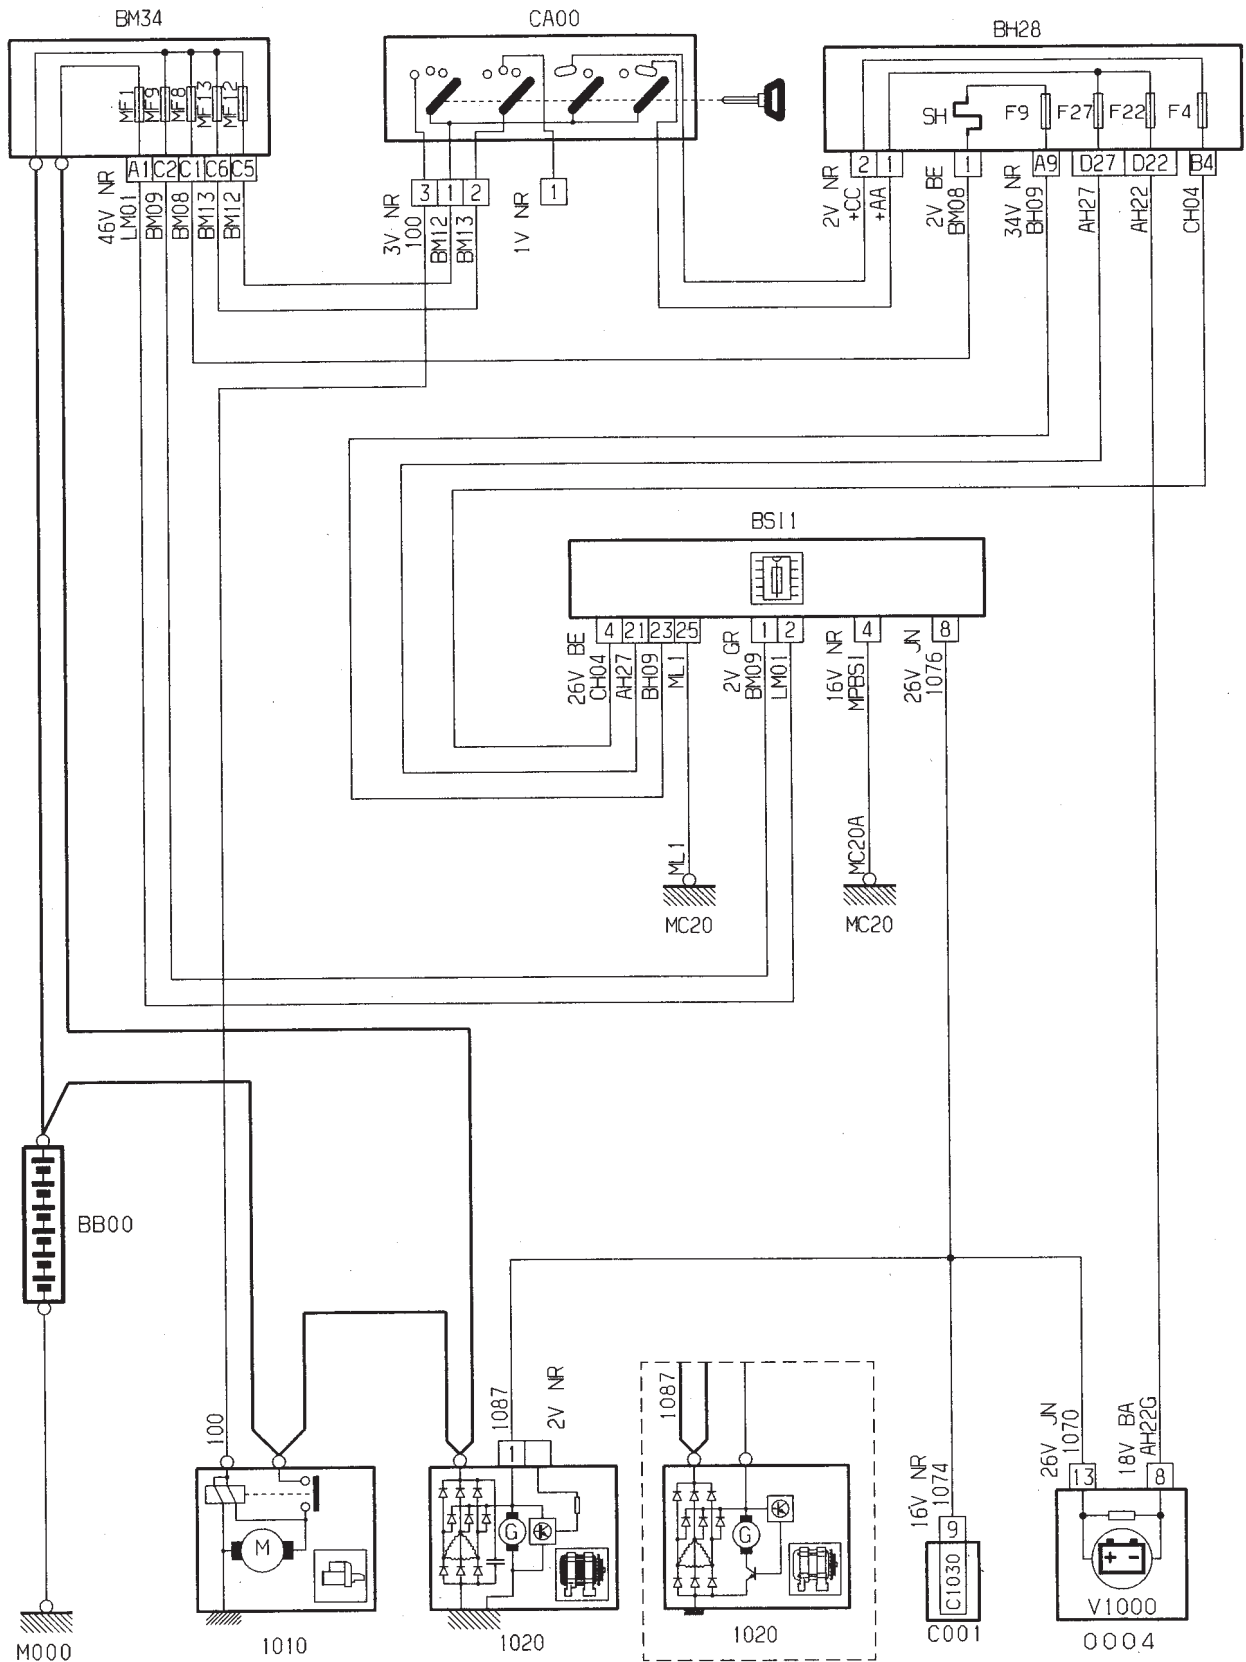 BM34
CA00
BH28
MF1
MF9
MF8
MF13
MF12
SH
F9
F27
F22
F4
A1 C2 C1 C6 C5
46V NR
LM01
BM09
BM08
BM13
BM12
3 1 2
3V NR
100
BM12
BM13
1
1V NR
2 1
2V NR
+CC
+AA
1
2V BE
BM08
A9
34V NR
BH09
D27
AH27
D22
AH22
B4
CH04
BSI1
4 21 23 25
26V BE
CH04
AH27
BH09
ML1
1 2
2V GR
BM09
LM01
4
16V NR
MPBSI
8
26V JN
1076
ML1
MC20
MC20A
MC20
BB00
M000
100
M
1010
1087
1
2V NR
G
1020
1087
G
1020
16V NR
1074
9
C1030
C001
26V JN
1070
13
18V BA
AH22G
8
+ -
V1000
0004